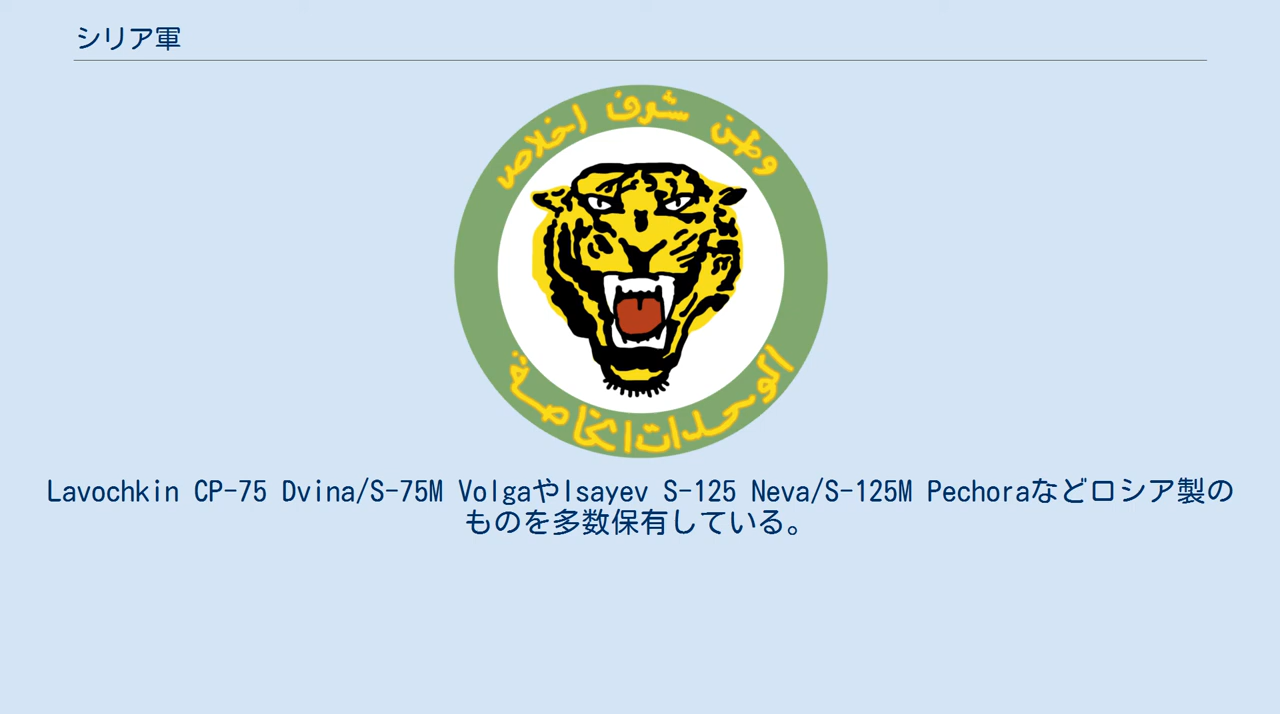 シリア軍
وطن شرف اخلاص
الوحدات الخاصة
Lavochkin CP-75 Dvina/S-75M VolgaやIsayev S-125 Neva/S-125M Pechoraなどロシア製の
ものを多数保有している。